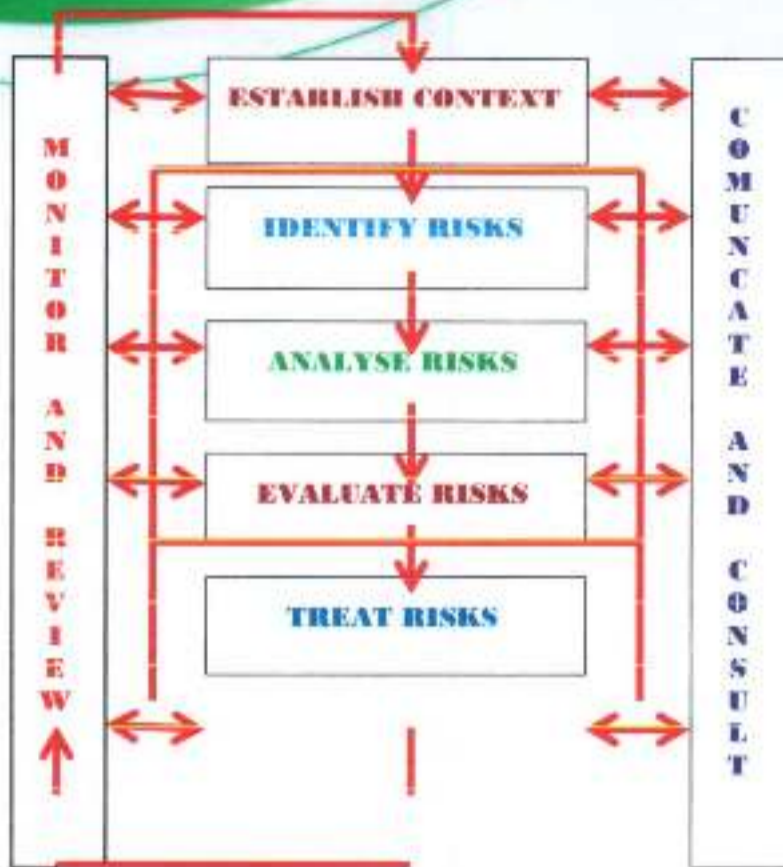 MONITOR AND REVIEW
ESTABLISH CONTEXT
IDENTIFY RISKS
ANALYSE RISKS
EVALUATE RISKS
TREAT RISKS
COMUNCATE AND CONSULT